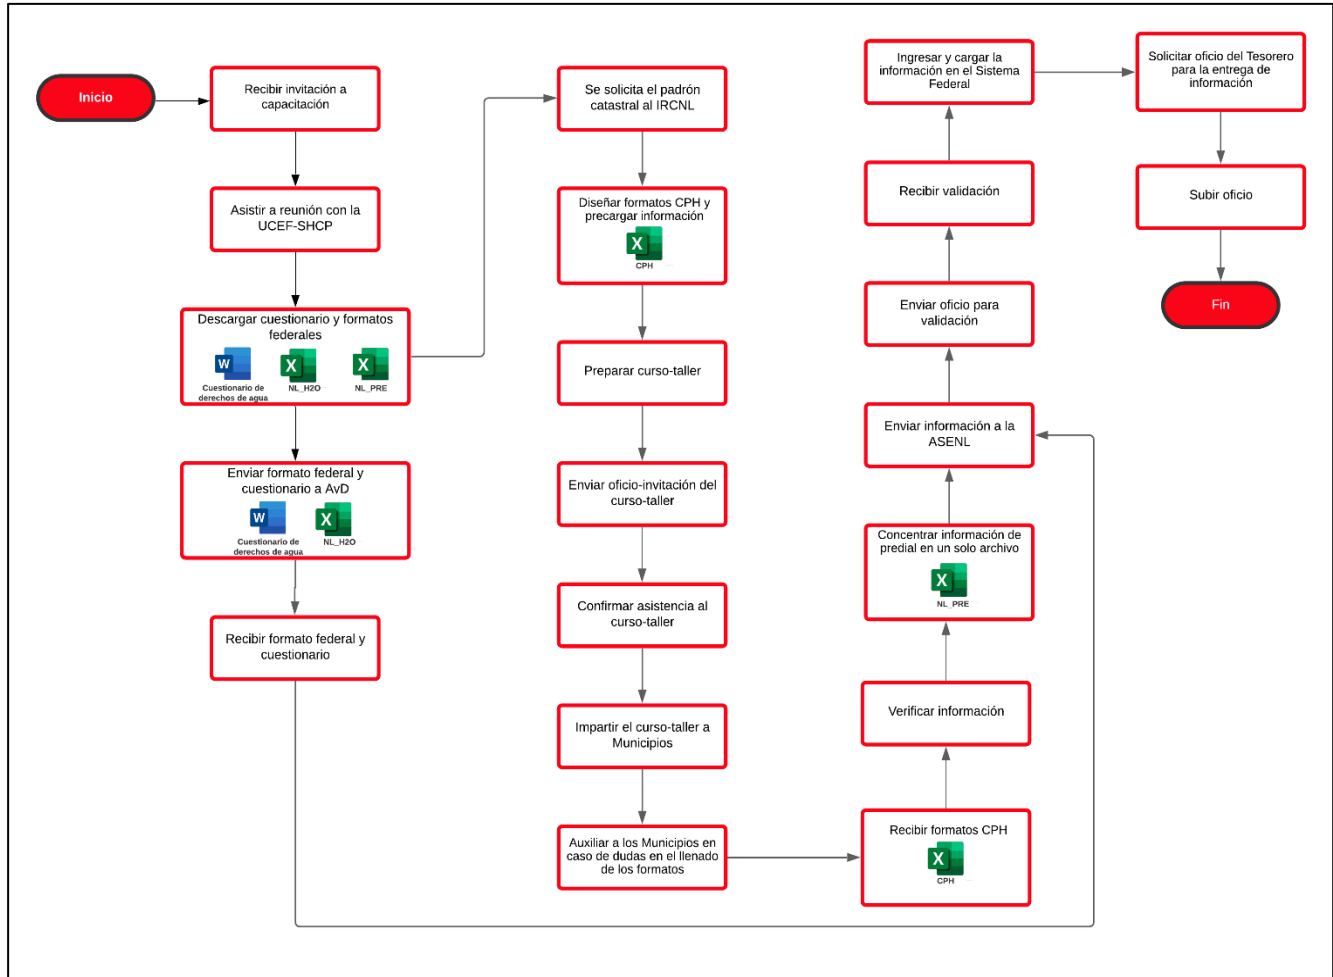 Inicio
Recibir invitación a
capacitación
Asistir a reunión con la
UCEF-SHCP
Descargar cuestionario y formatos
federales
W
X
X
Cuestionario de
derechos de agua
NL_H2O
NL_PRE
Enviar formato federal y
cuestionario a AvD
W
X
Cuestionario de
derechos de agua
NL_H2O
Recibir formato federal y
cuestionario
Se solicita el padrón
catastral al IRCNL
Diseñar formatos CPH y
precargar información
X
CPH
Preparar curso-taller
Enviar oficio-invitación del
curso-taller
Confirmar asistencia al
curso-taller
Impartir el curso-taller a
Municipios
Auxiliar a los Municipios en
caso de dudas en el llenado
de los formatos
Recibir formatos CPH
X
CPH
Verificar información
Concentrar información de
predial en un solo archivo
X
NL_PRE
Enviar información a la
ASENL
Enviar oficio para
validación
Recibir validación
Ingresar y cargar la
información en el Sistema
Federal
Solicitar oficio del Tesorero
para la entrega de
información
Subir oficio
Fin